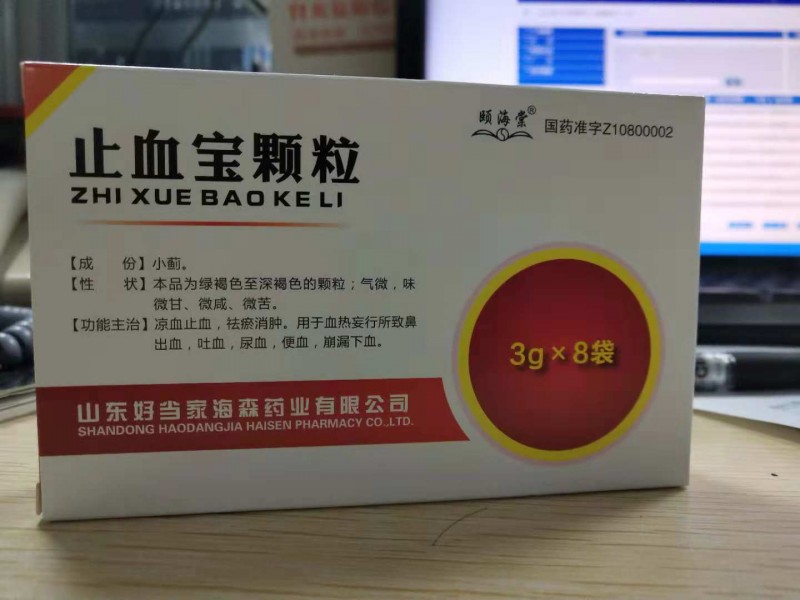 颐海棠®
国药准字Z10800002
止血宝颗粒
ZHI XUE BAO KE LI
【成 份】小蓟。
【性 状】本品为绿褐色至深褐色的颗粒；气微，味
微甘、微咸、微苦。
【功能主治】凉血止血，祛瘀消肿。用于血热妄行所致鼻
出血，吐血，尿血，便血，崩漏下血。
3g×8袋
山东好当家海森药业有限公司
SHANDONG HAODANGJIA HAISEN PHARMACY CO.,LTD.